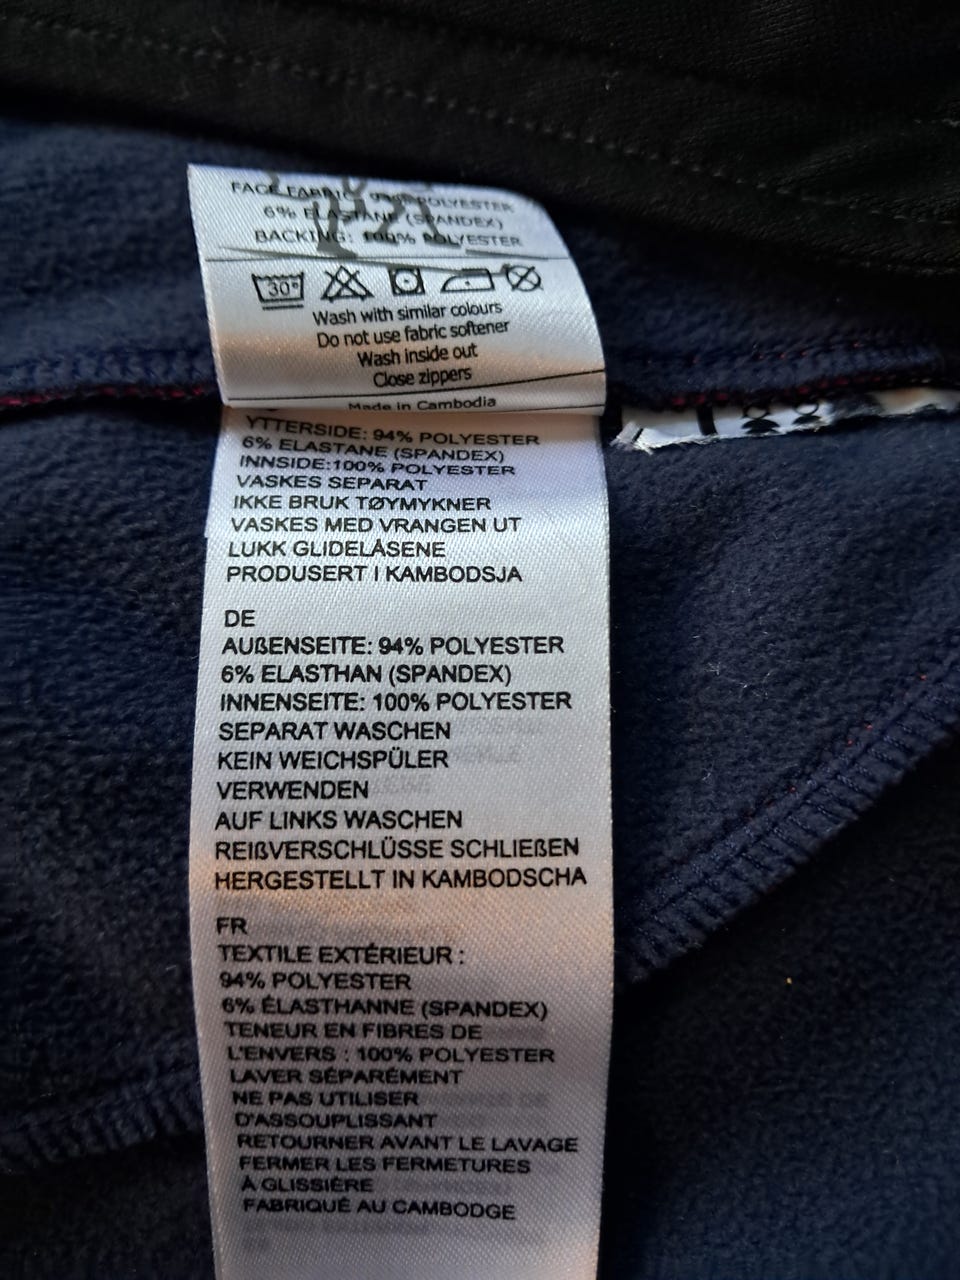 FACE FABRIC: 94% POLYESTER
6% ELASTANE (SPANDEX)
BACKING: 100% POLYESTER
30°
Wash with similar colours
Do not use fabric softener
Wash inside out
Close zippers
Made in Cambodia
YTTERSIDE: 94% POLYESTER
6% ELASTANE (SPANDEX)
INNSIDE:100% POLYESTER
VASKES SEPARAT
IKKE BRUK TØYMYKNER
VASKES MED VRANGEN UT
LUKK GLIDELÅSENE
PRODUSERT I KAMBODSJA
DE
AUßENSEITE: 94% POLYESTER
6% ELASTHAN (SPANDEX)
INNENSEITE: 100% POLYESTER
SEPARAT WASCHEN
KEIN WEICHSPÜLER
VERWENDEN
AUF LINKS WASCHEN
REIßVERSCHLÜSSE SCHLIEßEN
HERGESTELLT IN KAMBODSCHA
FR
TEXTILE EXTÉRIEUR :
94% POLYESTER
6% ÉLASTHANNE (SPANDEX)
TENEUR EN FIBRES DE
L'ENVERS : 100% POLYESTER
LAVER SÉPARÉMENT
NE PAS UTILISER
D'ASSOUPLISSANT
RETOURNER AVANT LE LAVAGE
FERMER LES FERMETURES
À GLISSIÈRE
FABRIQUÉ AU CAMBODGE